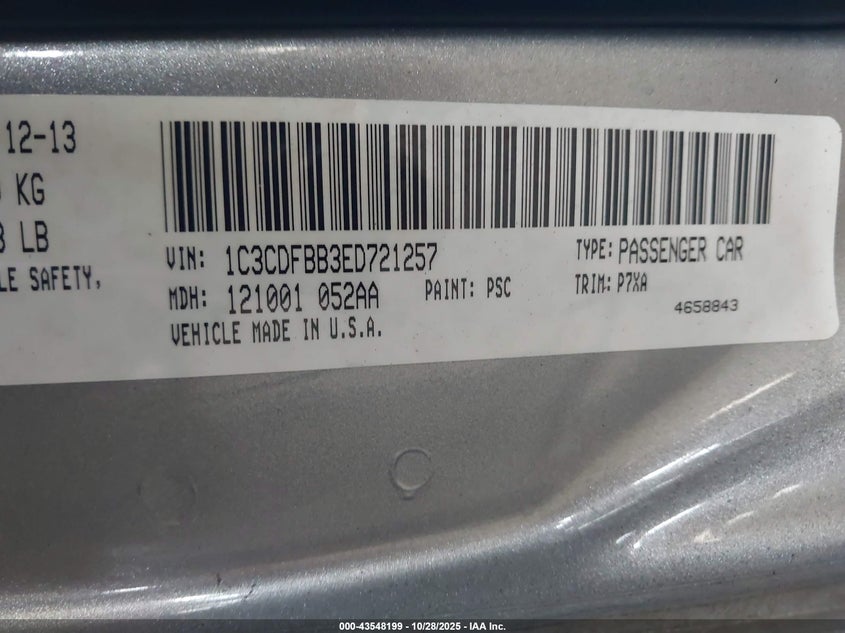 12-13
KG
LB
LE SAFETY,
VIN: 1C3CDFBB3ED721257 TYPE: PASSENGER CAR
MDH: 121001 052AA PAINT: PSC TRIM: P7XA
VEHICLE MADE IN U.S.A. 4658843
000-43548199 - 10/28/2025 - IAA Inc.